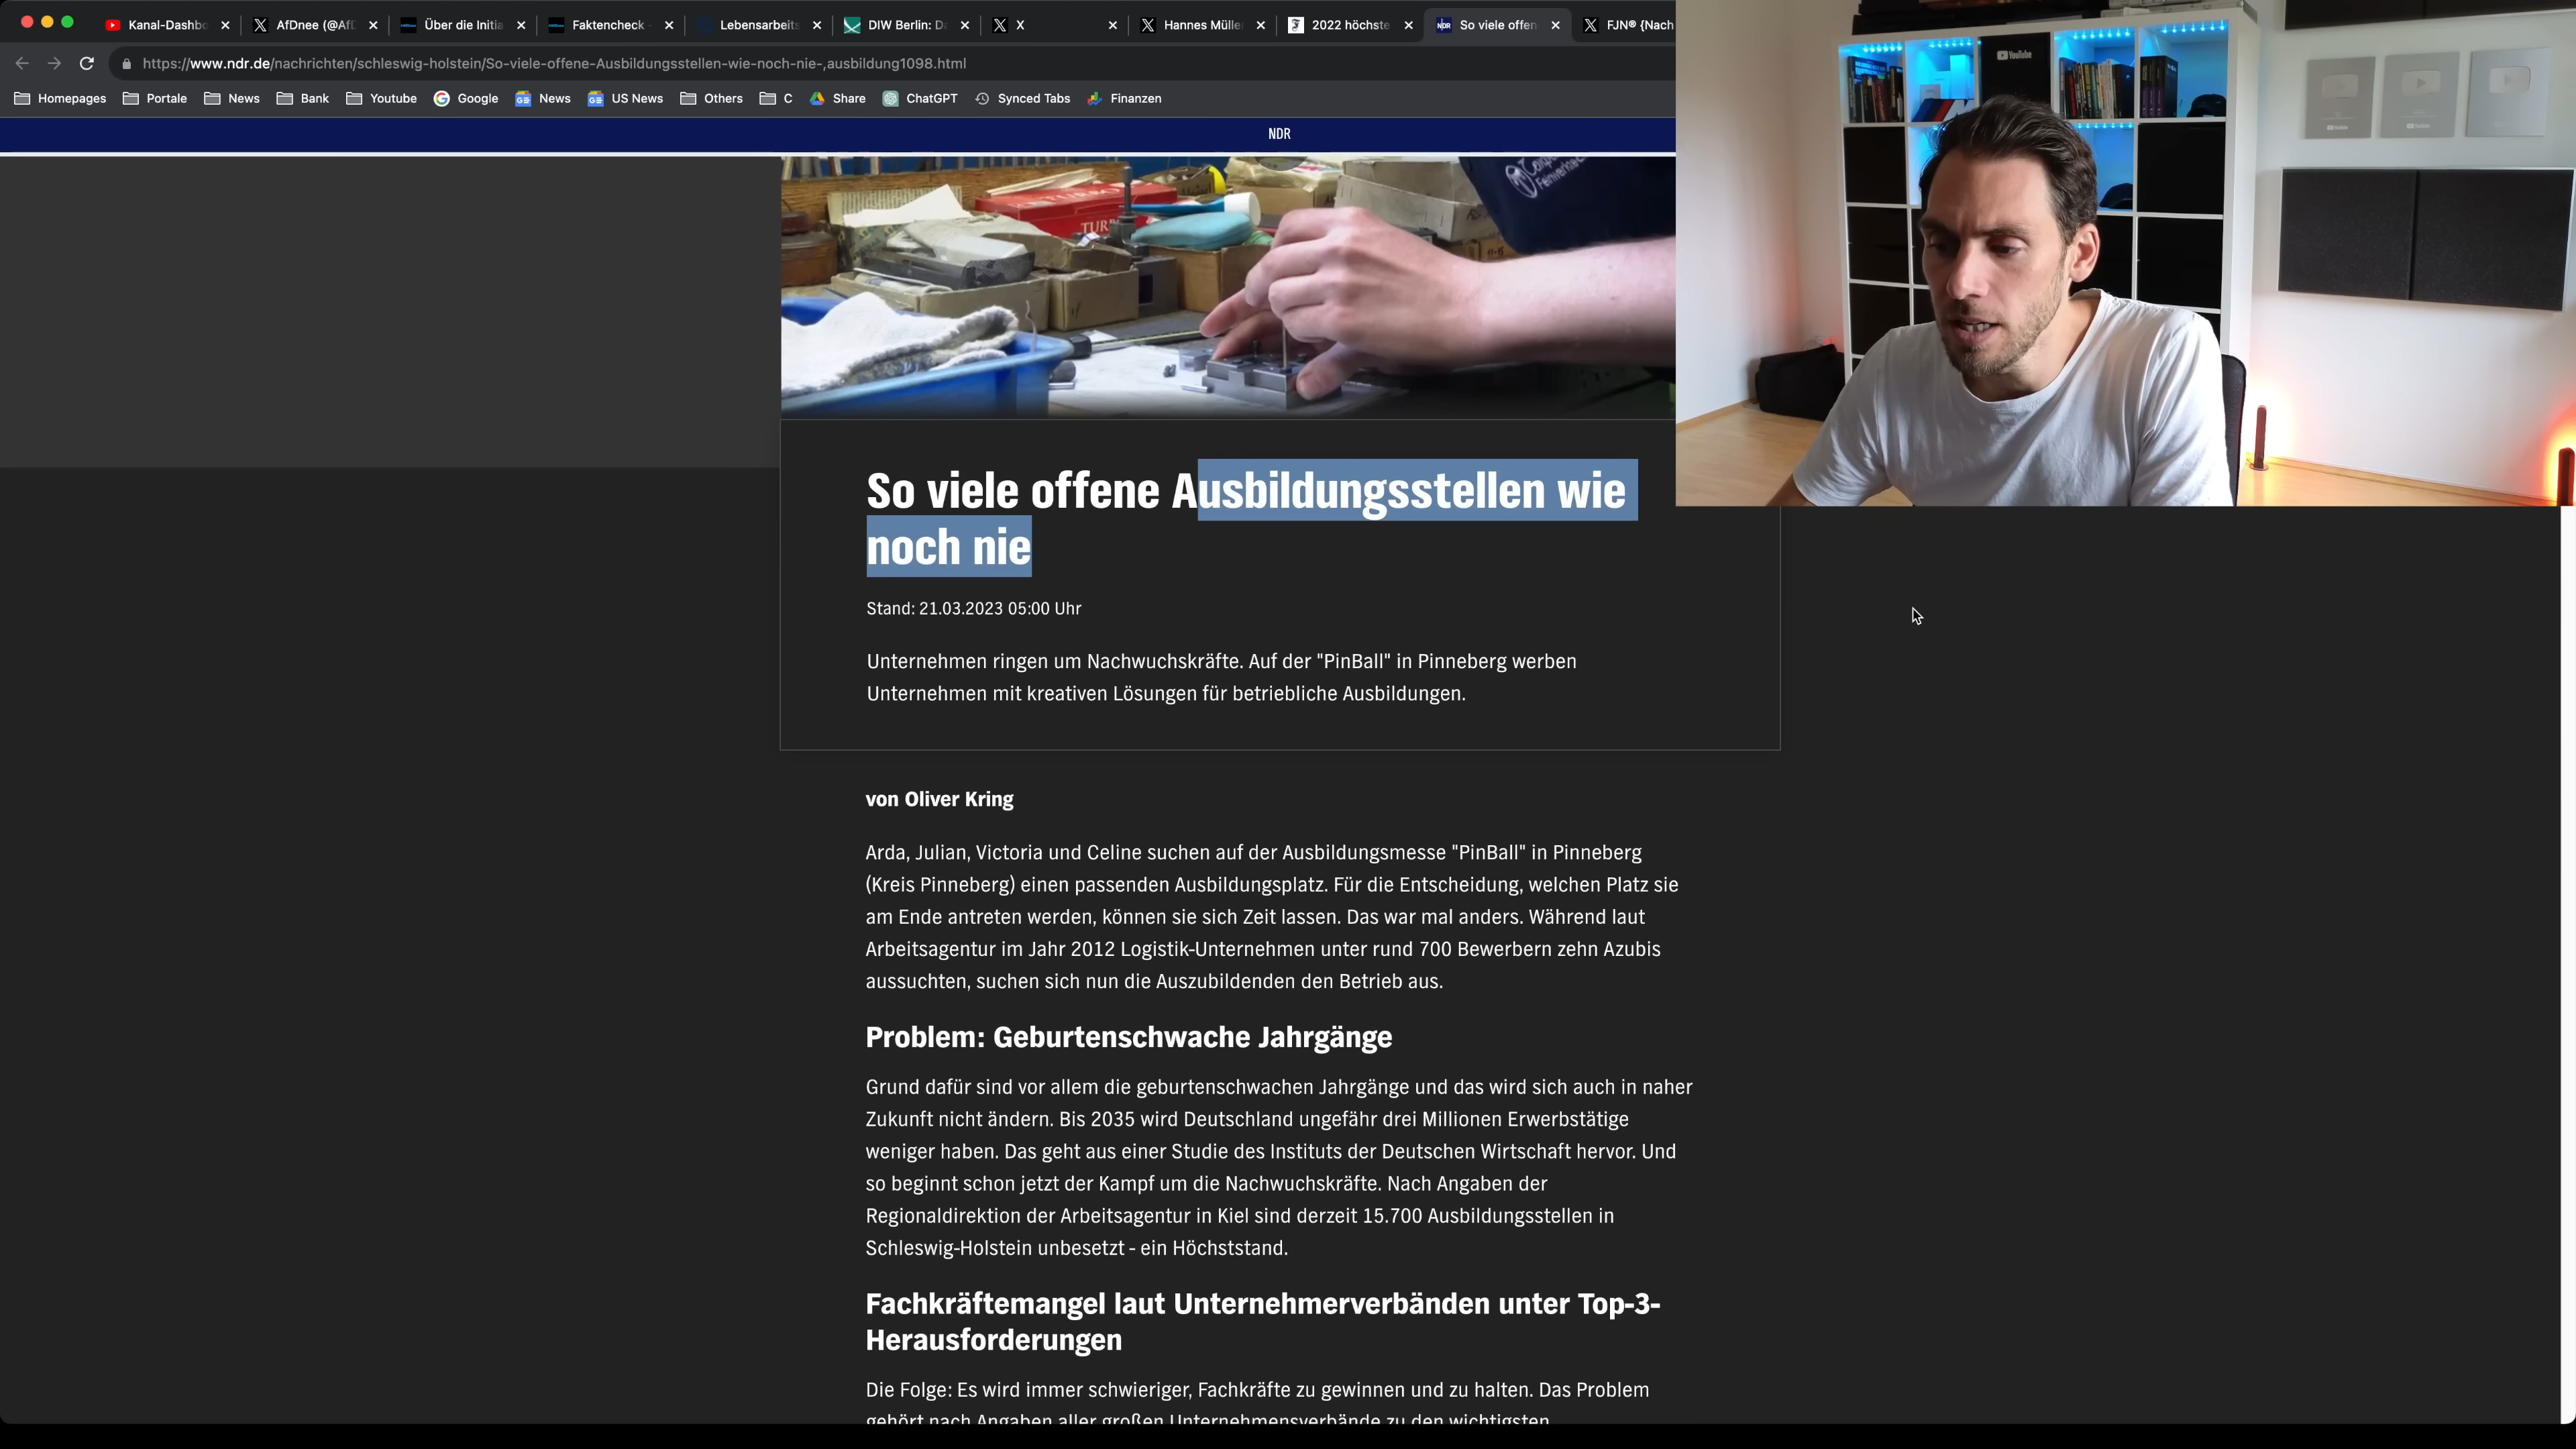 Kanal-Dashbo
AfDnee (@Af
Über die Initia
Faktencheck
Lebensarbeits
DIW Berlin: D
X
Hannes Mülle
2022 höchste
So viele offen
FJN® {Nach
https://www.ndr.de/nachrichten/schleswig-holstein/So-viele-offene-Ausbildungsstellen-wie-noch-nie-,ausbildung1098.html
Homepages Portale News Bank Youtube Google News US News Others C Share ChatGPT Synced Tabs Finanzen
NDR
YouTube
So viele offene Ausbildungsstellen wie
noch nie
Stand: 21.03.2023 05:00 Uhr
Unternehmen ringen um Nachwuchskräfte. Auf der "PinBall" in Pinneberg werben
Unternehmen mit kreativen Lösungen für betriebliche Ausbildungen.
von Oliver Kring
Arda, Julian, Victoria und Celine suchen auf der Ausbildungsmesse "PinBall" in Pinneberg
(Kreis Pinneberg) einen passenden Ausbildungsplatz. Für die Entscheidung, welchen Platz sie
am Ende antreten werden, können sie sich Zeit lassen. Das war mal anders. Während laut
Arbeitsagentur im Jahr 2012 Logistik-Unternehmen unter rund 700 Bewerbern zehn Azubis
aussuchten, suchen sich nun die Auszubildenden den Betrieb aus.
Problem: Geburtenschwache Jahrgänge
Grund dafür sind vor allem die geburtenschwachen Jahrgänge und das wird sich auch in naher
Zukunft nicht ändern. Bis 2035 wird Deutschland ungefähr drei Millionen Erwerbstätige
weniger haben. Das geht aus einer Studie des Instituts der Deutschen Wirtschaft hervor. Und
so beginnt schon jetzt der Kampf um die Nachwuchskräfte. Nach Angaben der
Regionaldirektion der Arbeitsagentur in Kiel sind derzeit 15.700 Ausbildungsstellen in
Schleswig-Holstein unbesetzt - ein Höchststand.
Fachkräftemangel laut Unternehmerverbänden unter Top-3-
Herausforderungen
Die Folge: Es wird immer schwieriger, Fachkräfte zu gewinnen und zu halten. Das Problem
gehört nach Angaben aller großen Unternehmensverbände zu den wichtigsten